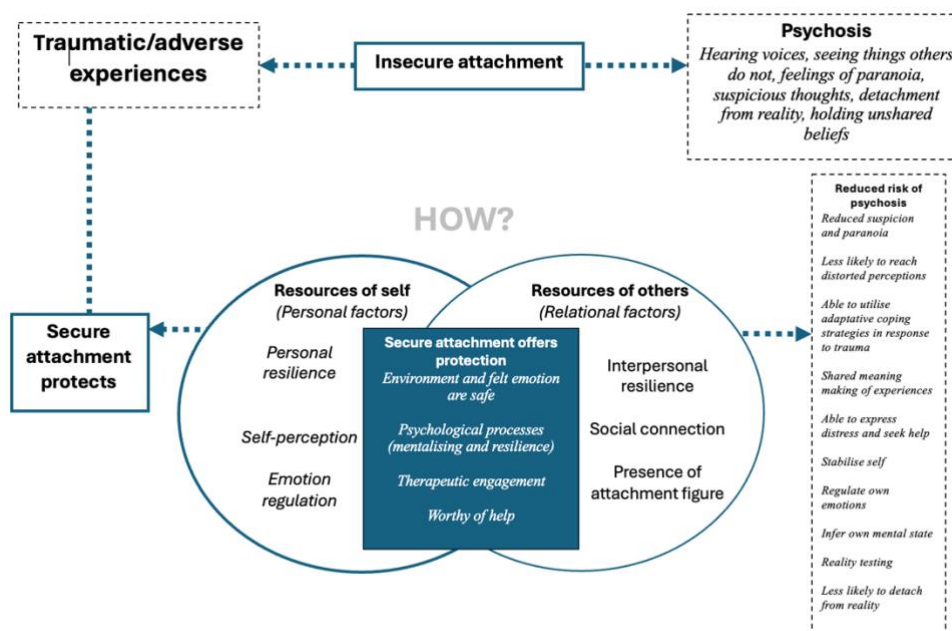 Traumatic/adverse
experiences
Insecure attachment
Psychosis
Hearing voices, seeing things others
do not, feelings of paranoia,
suspicious thoughts, detachment
from reality, holding unshared
beliefs
HOW?
Secure
attachment
protects
Resources of self
(Personal factors)
Personal
resilience
Self-perception
Emotion
regulation
Secure attachment offers
protection
Environment and felt emotion
are safe
Psychological processes
(mentalising and resilience)
Therapeutic engagement
Worthy of help
Resources of others
(Relational factors)
Interpersonal
resilience
Social connection
Presence of
attachment figure
Reduced risk of
psychosis
Reduced suspicion
and paranoia
Less likely to reach
distorted perceptions
Able to utilise
adaptative coping
strategies in response
to trauma
Shared meaning
making of experiences
Able to express
distress and seek help
Stabilise self
Regulate own
emotions
Infer own mental state
Reality testing
Less likely to detach
from reality